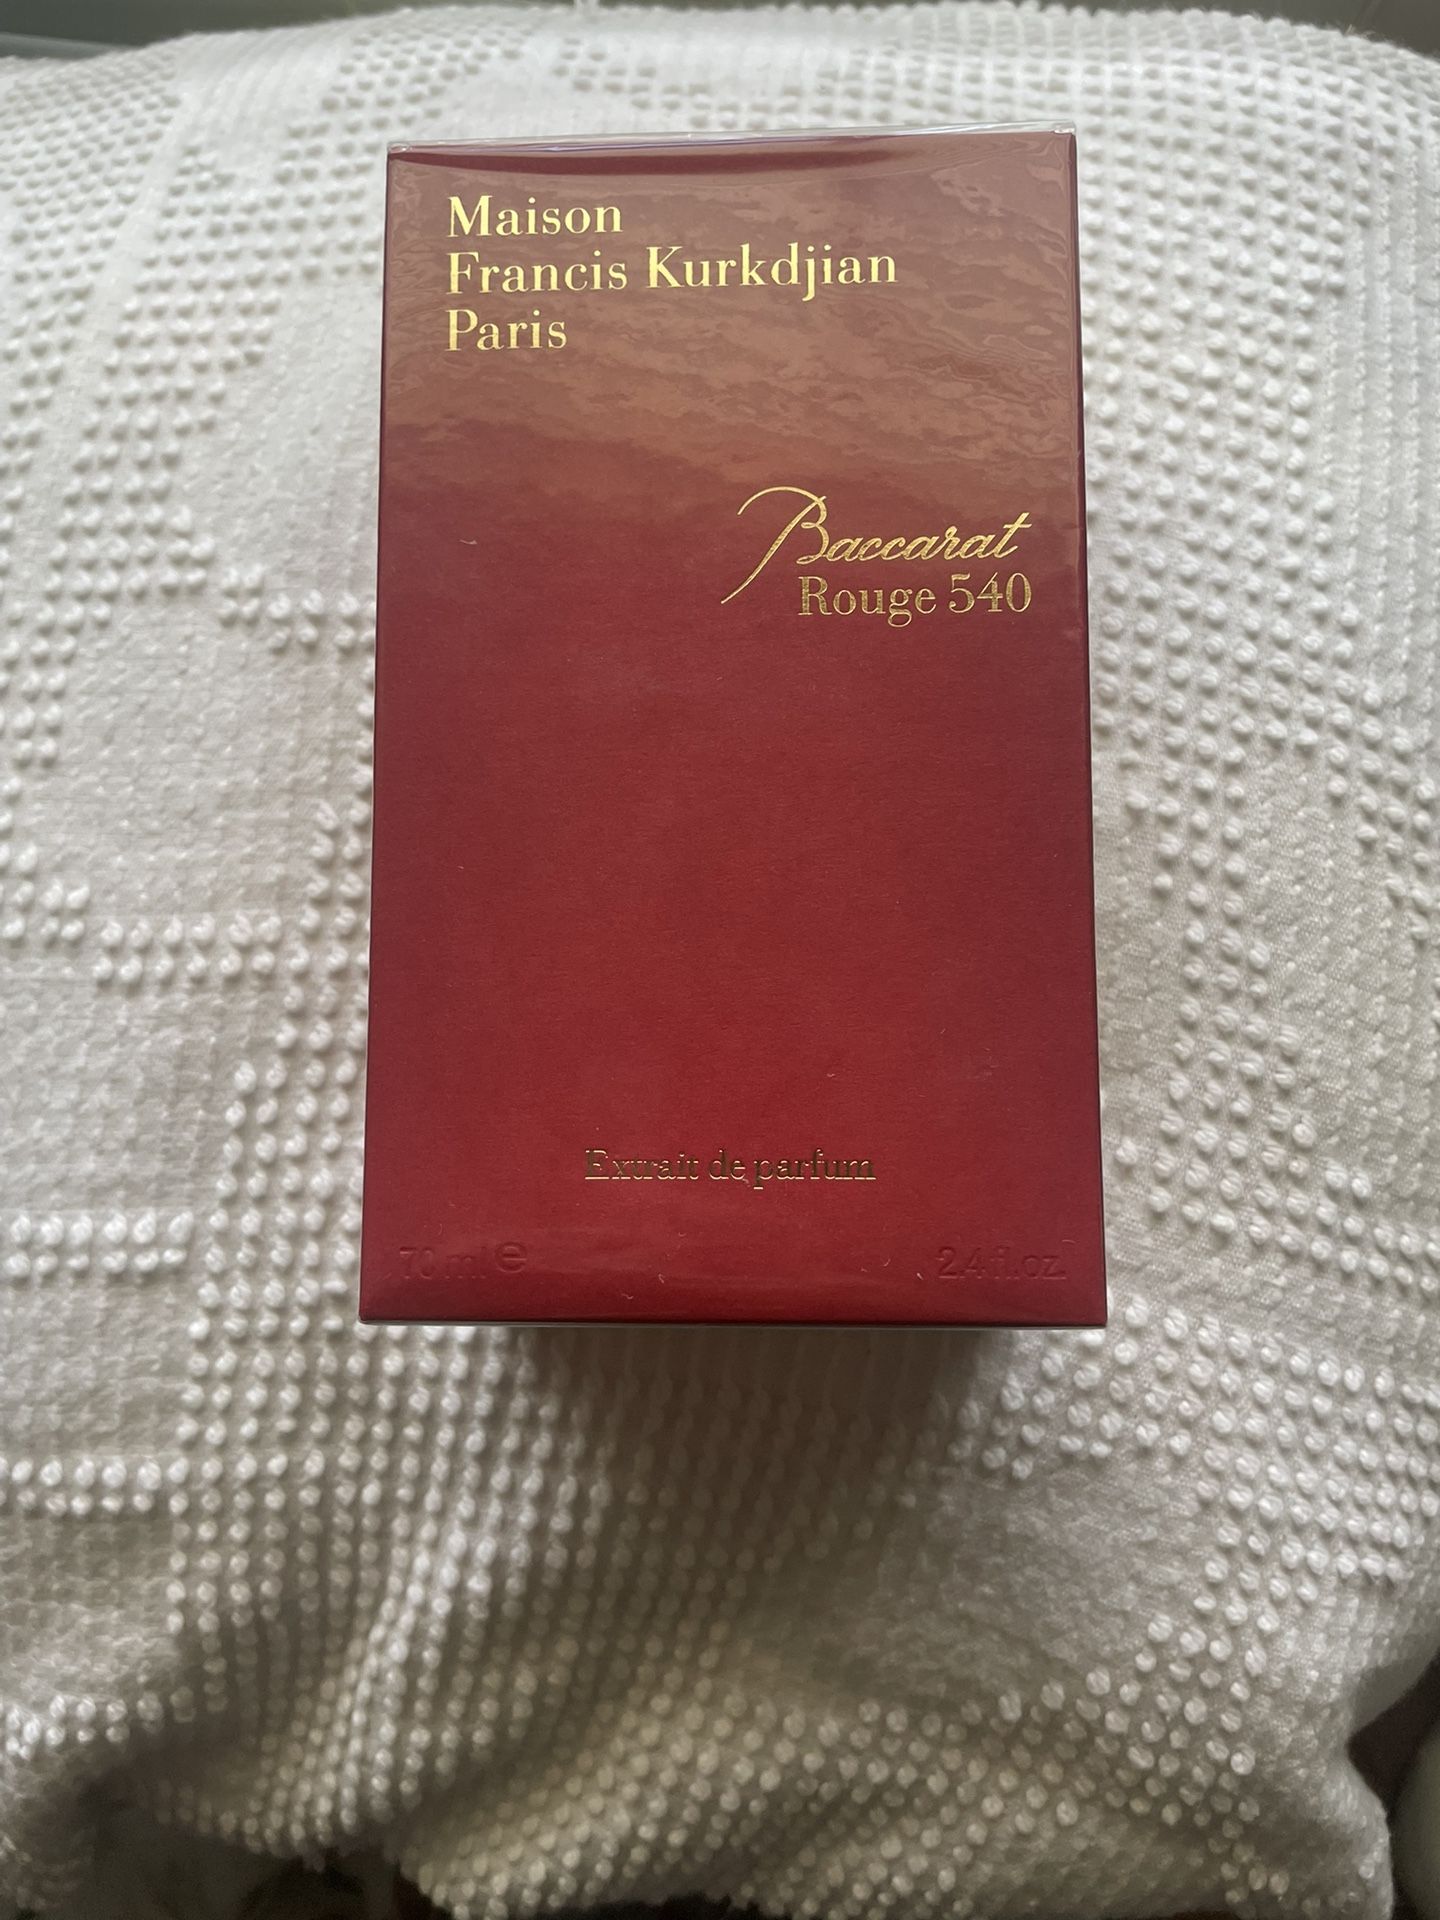 Maison
Francis Kurkdjian
Paris
Baccarat
Rouge 540
Extrait de parfum
70 ml e 2.4 fl.oz.